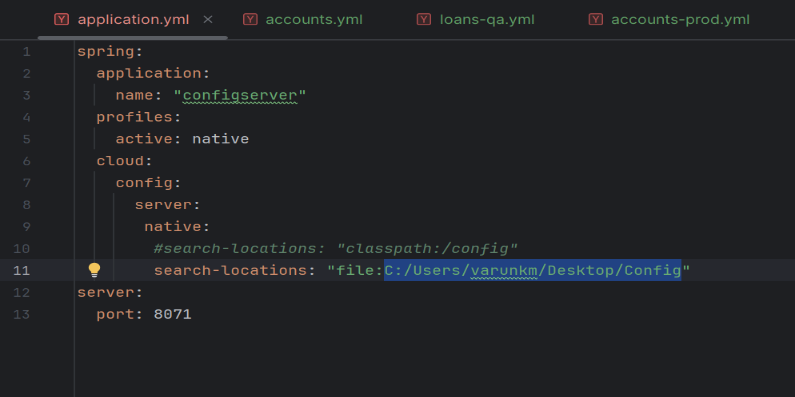 application.yml accounts.yml loans-qa.yml accounts-prod.yml
1 spring:
2 application:
3 name: "configserver"
4 profiles:
5 active: native
6 cloud:
7 config:
8 server:
9 native:
10 #search-locations: "classpath:/config"
11 search-locations: "file:C:/Users/varunkm/Desktop/Config"
12 server:
13 port: 8071